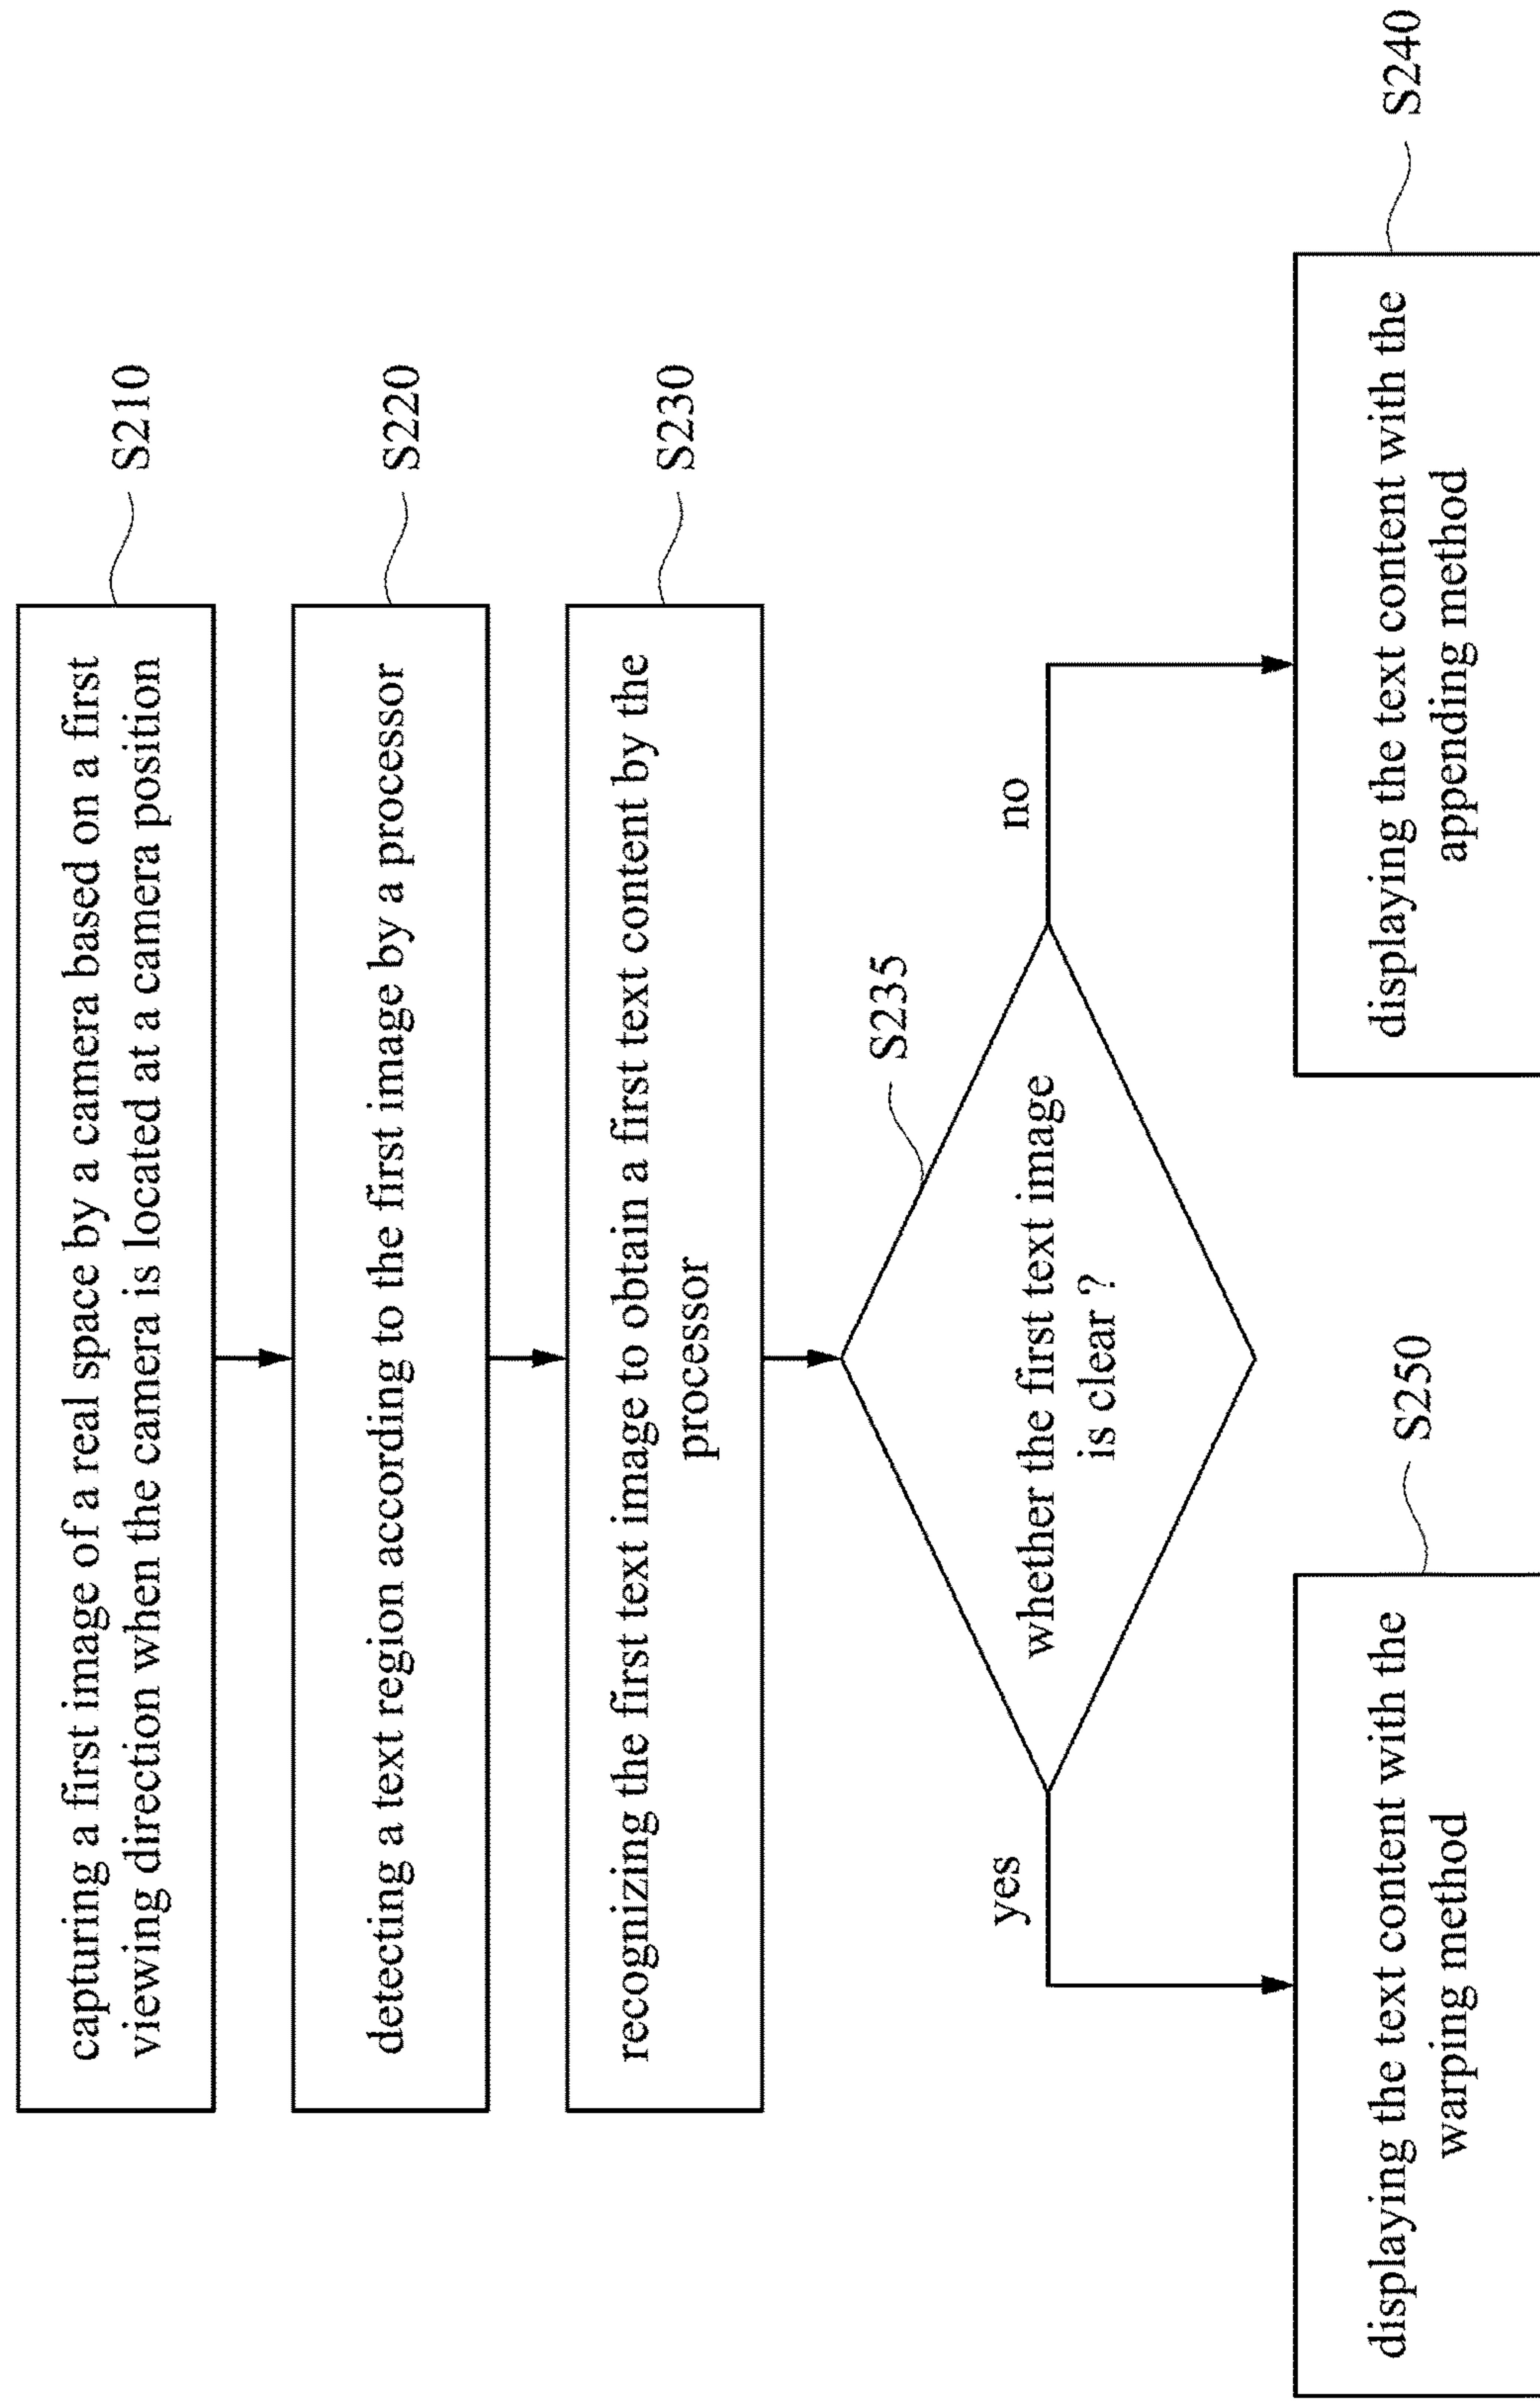 capturing a first image of a real space by a camera based on a first
viewing direction when the camera is located at a camera position
S210
detecting a text region according to the first image by a processor
S220
recognizing the first text image to obtain a first text content by the
processor
S230
S235
whether the first text image
is clear ?
yes
no
displaying the text content with the
warping method
S250
displaying the text content with the
appending method
S240